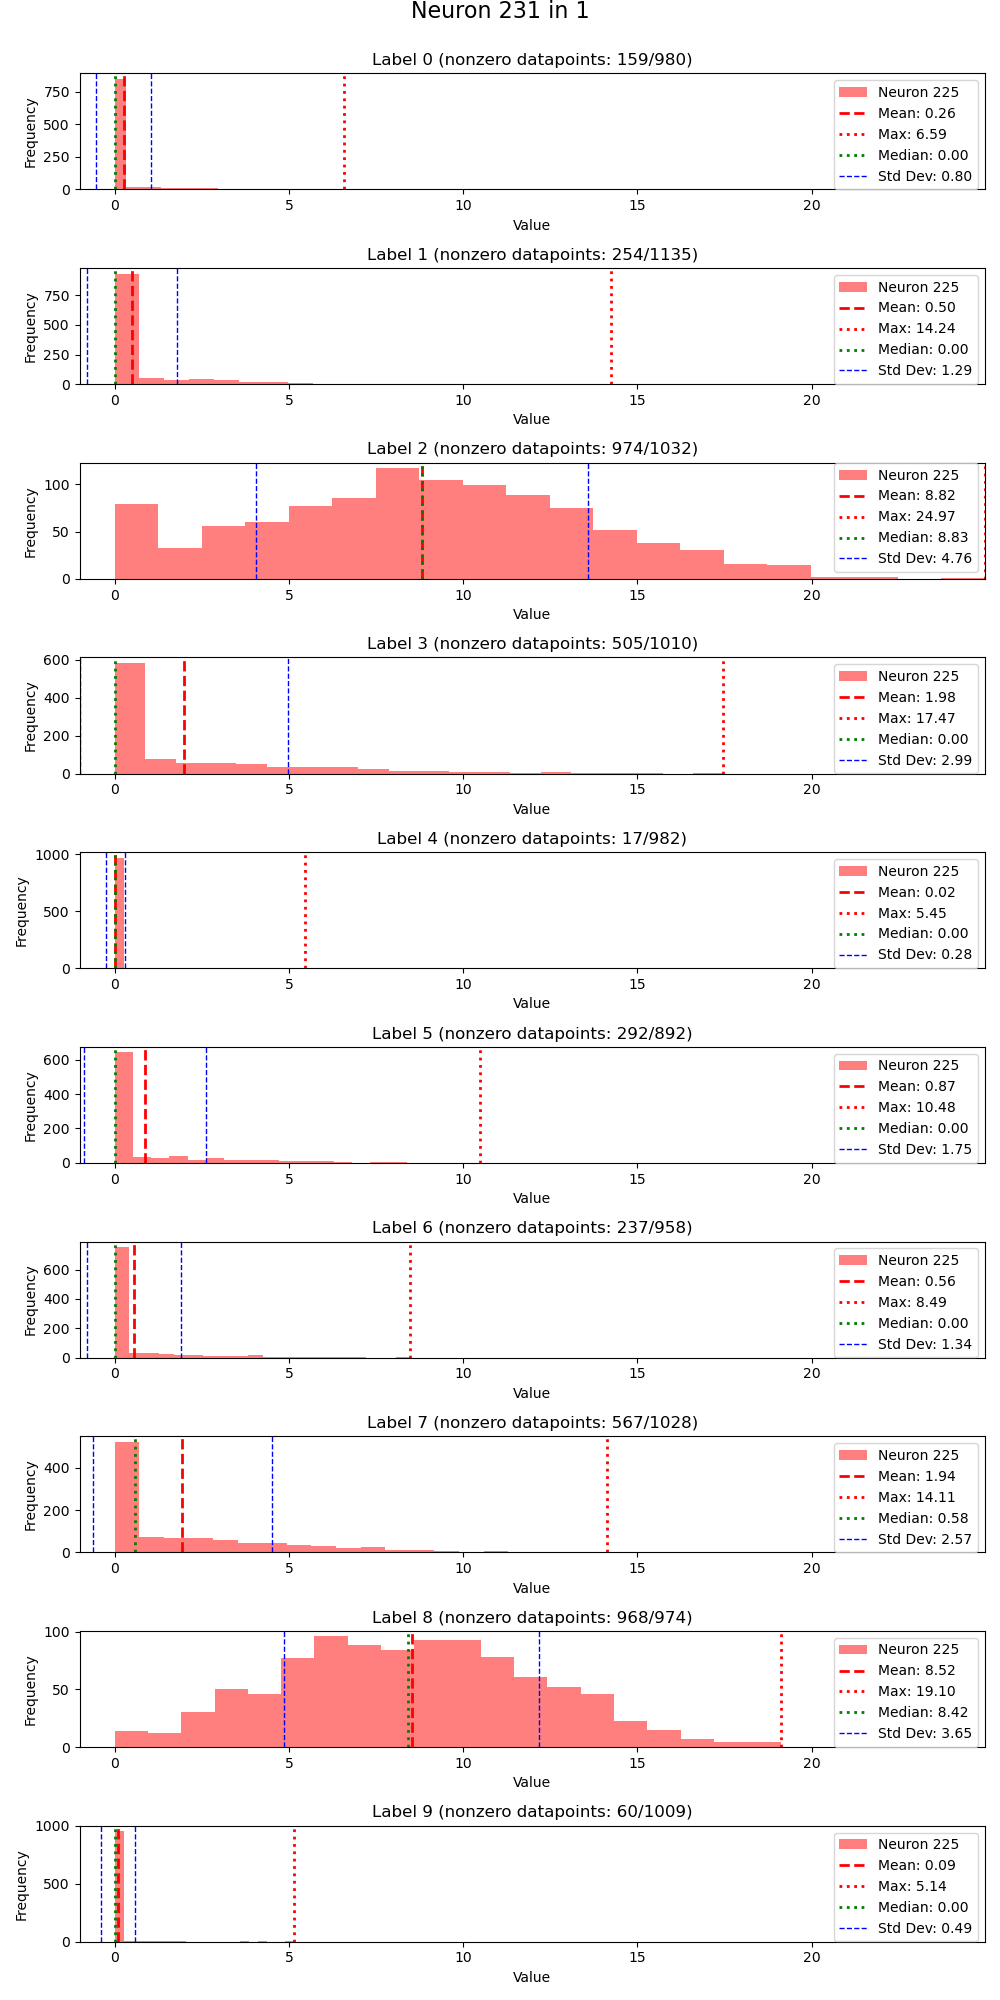 Neuron 231 in 1
Label 0 (nonzero datapoints: 159/980)
Frequency
750
500
250
0
Neuron 225
Mean: 0.26
Max: 6.59
Median: 0.00
Std Dev: 0.80
0 5 10 15 20
Value
Label 1 (nonzero datapoints: 254/1135)
Frequency
750
500
250
0
Neuron 225
Mean: 0.50
Max: 14.24
Median: 0.00
Std Dev: 1.29
0 5 10 15 20
Value
Label 2 (nonzero datapoints: 974/1032)
Frequency
100
50
0
Neuron 225
Mean: 8.82
Max: 24.97
Median: 8.83
Std Dev: 4.76
0 5 10 15 20
Value
Label 3 (nonzero datapoints: 505/1010)
Frequency
600
400
200
0
Neuron 225
Mean: 1.98
Max: 17.47
Median: 0.00
Std Dev: 2.99
0 5 10 15 20
Value
Label 4 (nonzero datapoints: 17/982)
Frequency
1000
500
0
Neuron 225
Mean: 0.02
Max: 5.45
Median: 0.00
Std Dev: 0.28
0 5 10 15 20
Value
Label 5 (nonzero datapoints: 292/892)
Frequency
600
400
200
0
Neuron 225
Mean: 0.87
Max: 10.48
Median: 0.00
Std Dev: 1.75
0 5 10 15 20
Value
Label 6 (nonzero datapoints: 237/958)
Frequency
600
400
200
0
Neuron 225
Mean: 0.56
Max: 8.49
Median: 0.00
Std Dev: 1.34
0 5 10 15 20
Value
Label 7 (nonzero datapoints: 567/1028)
Frequency
400
200
0
Neuron 225
Mean: 1.94
Max: 14.11
Median: 0.58
Std Dev: 2.57
0 5 10 15 20
Value
Label 8 (nonzero datapoints: 968/974)
Frequency
100
50
0
Neuron 225
Mean: 8.52
Max: 19.10
Median: 8.42
Std Dev: 3.65
0 5 10 15 20
Value
Label 9 (nonzero datapoints: 60/1009)
Frequency
1000
500
0
Neuron 225
Mean: 0.09
Max: 5.14
Median: 0.00
Std Dev: 0.49
0 5 10 15 20
Value